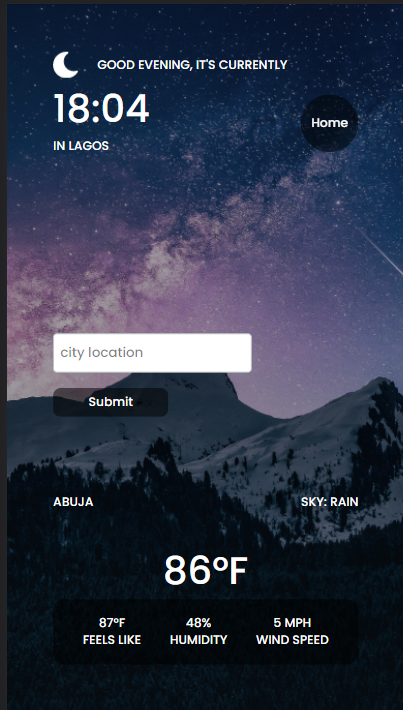 GOOD EVENING, IT'S CURRENTLY
18:04
IN LAGOS
Home
city location
Submit
ABUJA
SKY: RAIN
86°F
87°F
FEELS LIKE
48%
HUMIDITY
5 MPH
WIND SPEED